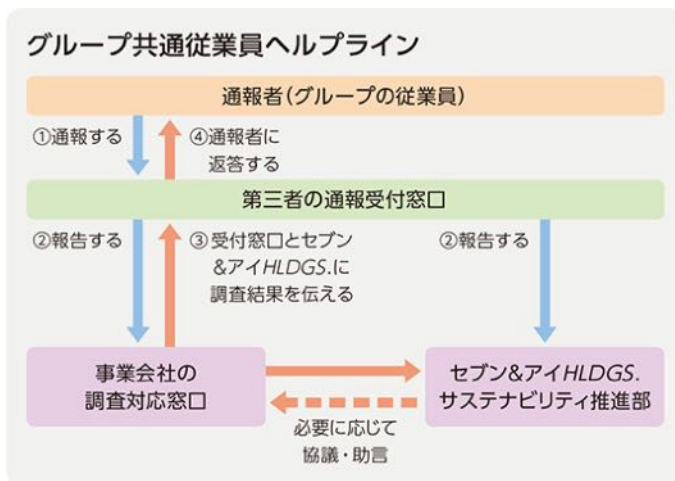 グループ共通従業員ヘルプライン
通報者(グループの従業員)
①通報する
④通報者に
返答する
第三者の通報受付窓口
②報告する
③受付窓口とセブン
&アイHLDGS.に
調査結果を伝える
②報告する
事業会社の
調査対応窓口
セブン&アイHLDGS.
サステナビリティ推進部
必要に応じて
協議・助言